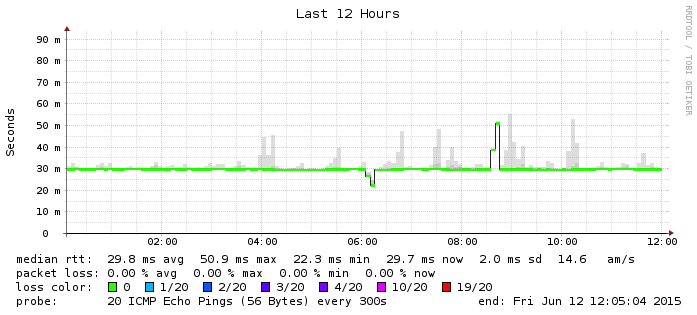 Last 12 Hours
RRDTOOL / TOBI OETIKER
Seconds
90 m
80 m
70 m
60 m
50 m
40 m
30 m
20 m
10 m
0
02:00 04:00 06:00 08:00 10:00 12:00
median rtt: 29.8 ms avg 50.9 ms max 22.3 ms min 29.7 ms now 2.0 ms sd 14.6 am/s
packet loss: 0.00 % avg 0.00 % max 0.00 % min 0.00 % now
loss color: 0 1/20 2/20 3/20 4/20 10/20 19/20
probe: 20 ICMP Echo Pings (56 Bytes) every 300s end: Fri Jun 12 12:05:04 2015